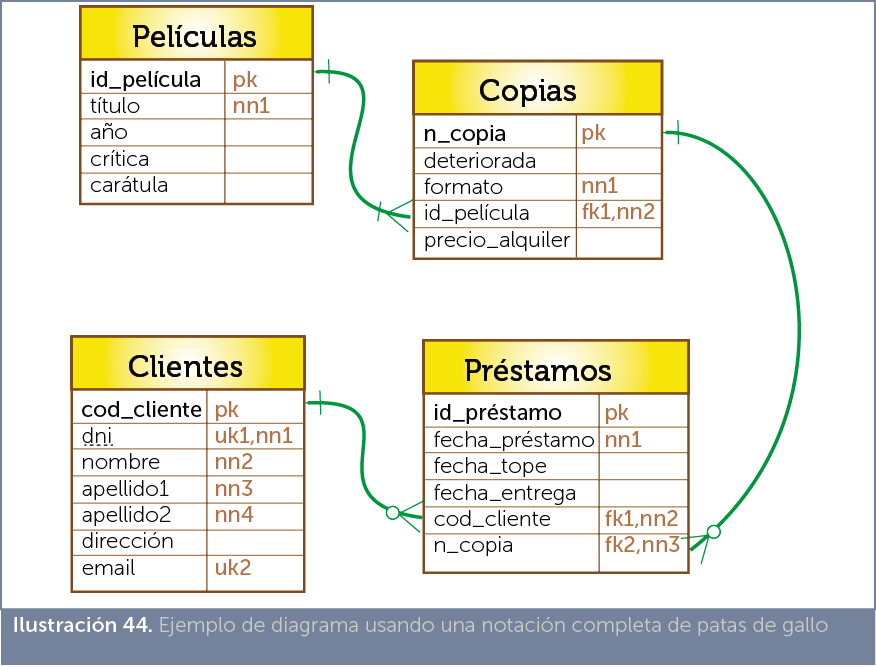 Películas
id_película pk
título nn1
año
crítica
carátula
Copias
n_copia pk
deteriorada
formato nn1
id_película fk1,nn2
precio_alquiler
Clientes
cod_cliente pk
dni uk1,nn1
nombre nn2
apellido1 nn3
apellido2 nn4
dirección
email uk2
Préstamos
id_préstamo pk
fecha_préstamo nn1
fecha_tope
fecha_entrega
cod_cliente fk1,nn2
n_copia fk2,nn3
Ilustración 44. Ejemplo de diagrama usando una notación completa de patas de gallo